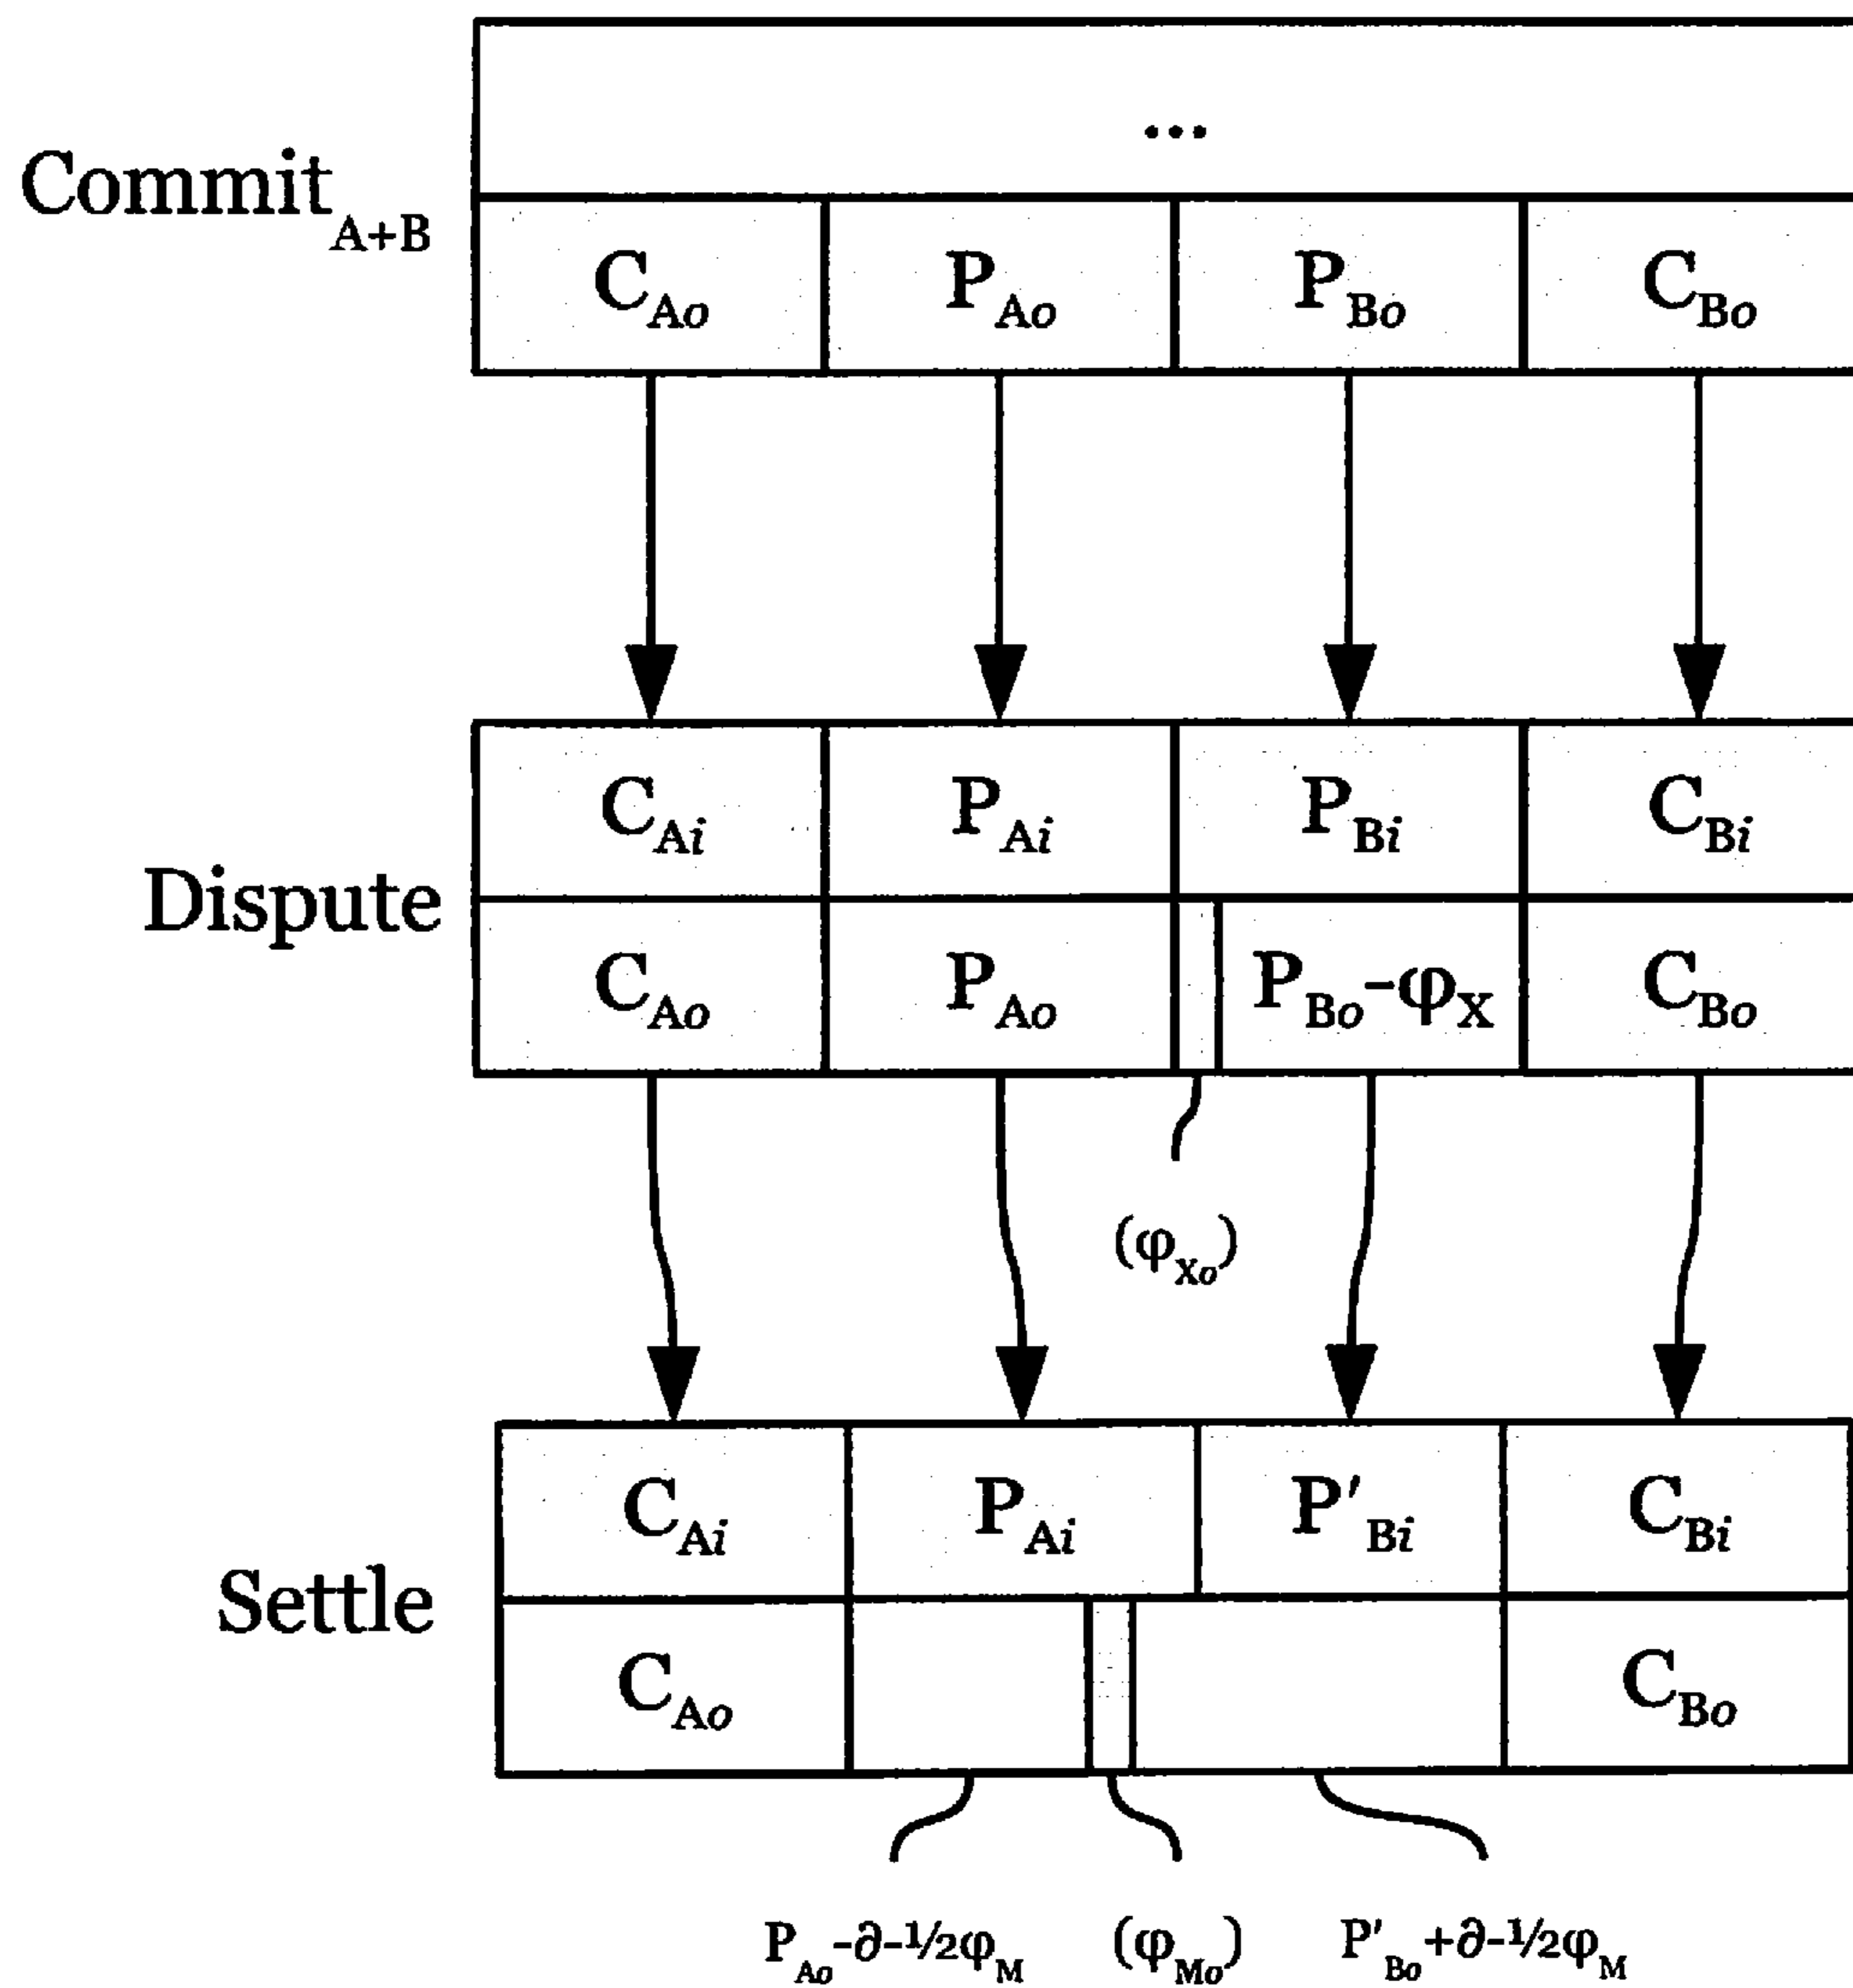 ...
Commit A+B
C Ao P Ao P Bo C Bo
C Ai P Ai P Bi C Bi
Dispute
C Ao P Ao P Bo-φX C Bo
(φXo)
C Ai P Ai P' Bi C Bi
Settle
C Ao C Bo
P Ao-∂-½φM (φMo) P' Bo+∂-½φM